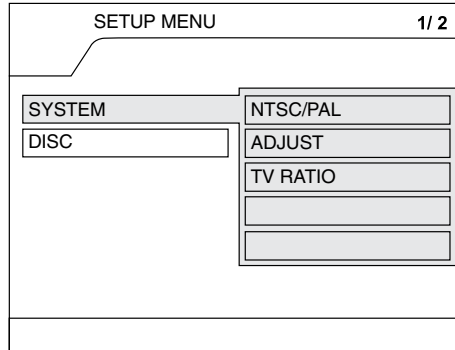 SETUP MENU 1/ 2
SYSTEM
DISC
NTSC/PAL
ADJUST
TV RATIO